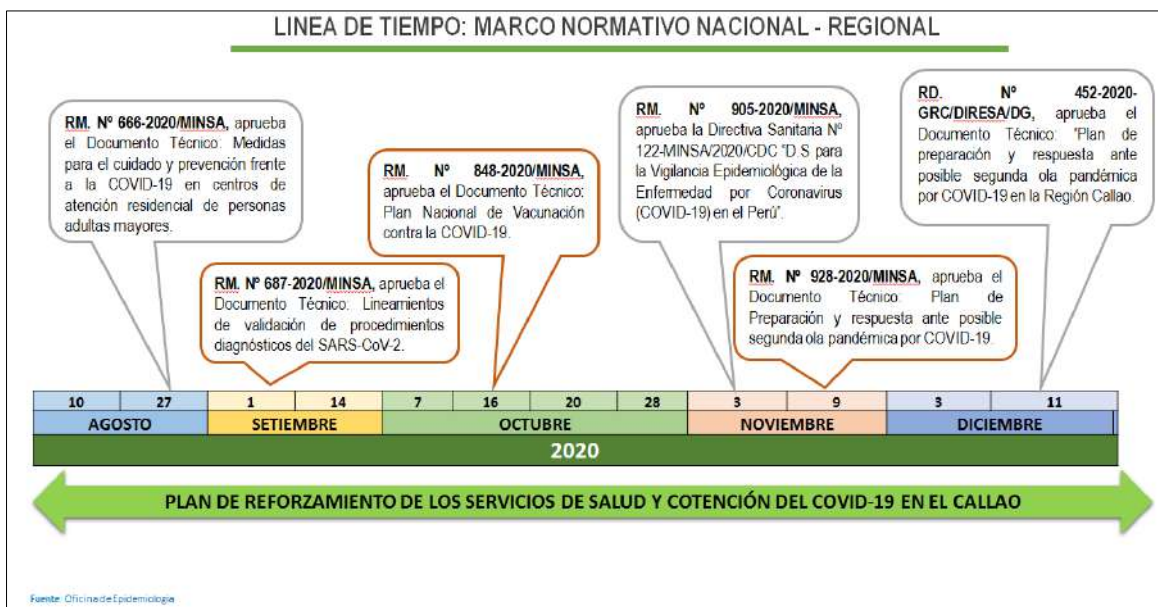 LINEA DE TIEMPO: MARCO NORMATIVO NACIONAL - REGIONAL
RM. Nº 666-2020/MINSA, aprueba
el Documento Técnico: Medidas
para el cuidado y prevención frente
a la COVID-19 en centros de
atención residencial de personas
adultas mayores.
RM. Nº 687-2020/MINSA, aprueba el
Documento Técnico: Lineamientos
de validación de procedimientos
diagnósticos del SARS-CoV-2.
RM. Nº 848-2020/MINSA,
aprueba el Documento Técnico:
Plan Nacional de Vacunación
contra la COVID-19.
RM. Nº 905-2020/MINSA,
aprueba la Directiva Sanitaria Nº
122-MINSA/2020/CDC "D.S para
la Vigilancia Epidemiológica de la
Enfermedad por Coronavirus
(COVID-19) en el Perú".
RM. Nº 928-2020/MINSA, aprueba el
Documento Técnico: Plan de
Preparación y respuesta ante posible
segunda ola pandémica por COVID-19.
RD. Nº 452-2020-
GRC/DIRESA/DG, aprueba el
Documento Técnico: "Plan de
preparación y respuesta ante
posible segunda ola pandémica
por COVID-19 en la Región Callao.
10 27 1 14 7 16 20 28 3 9 3 11
AGOSTO SETIEMBRE OCTUBRE NOVIEMBRE DICIEMBRE
2020
PLAN DE REFORZAMIENTO DE LOS SERVICIOS DE SALUD Y COTENCIÓN DEL COVID-19 EN EL CALLAO
Fuente: Oficina de Epidemiologia